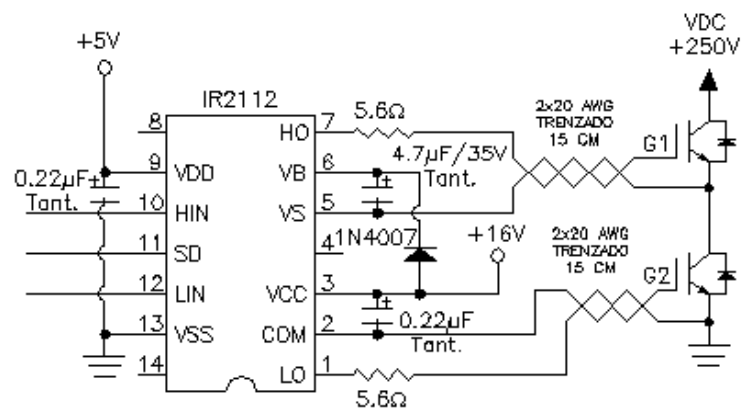 +5V
IR2112
VDC
+250V
5.6Ω
2x20 AWG
TRENZADO
15 CM
G1
8
HO 7
4.7µF/35V
Tant.
9 VDD
VB 6
0.22µF+
Tant.
10 HIN
VS 5
+
11 SD
4
1N4007
+16V
2x20 AWG
TRENZADO
15 CM
G2
12 LIN
VCC 3
+
0.22µF
Tant.
13 VSS
COM 2
14
LO 1
5.6Ω